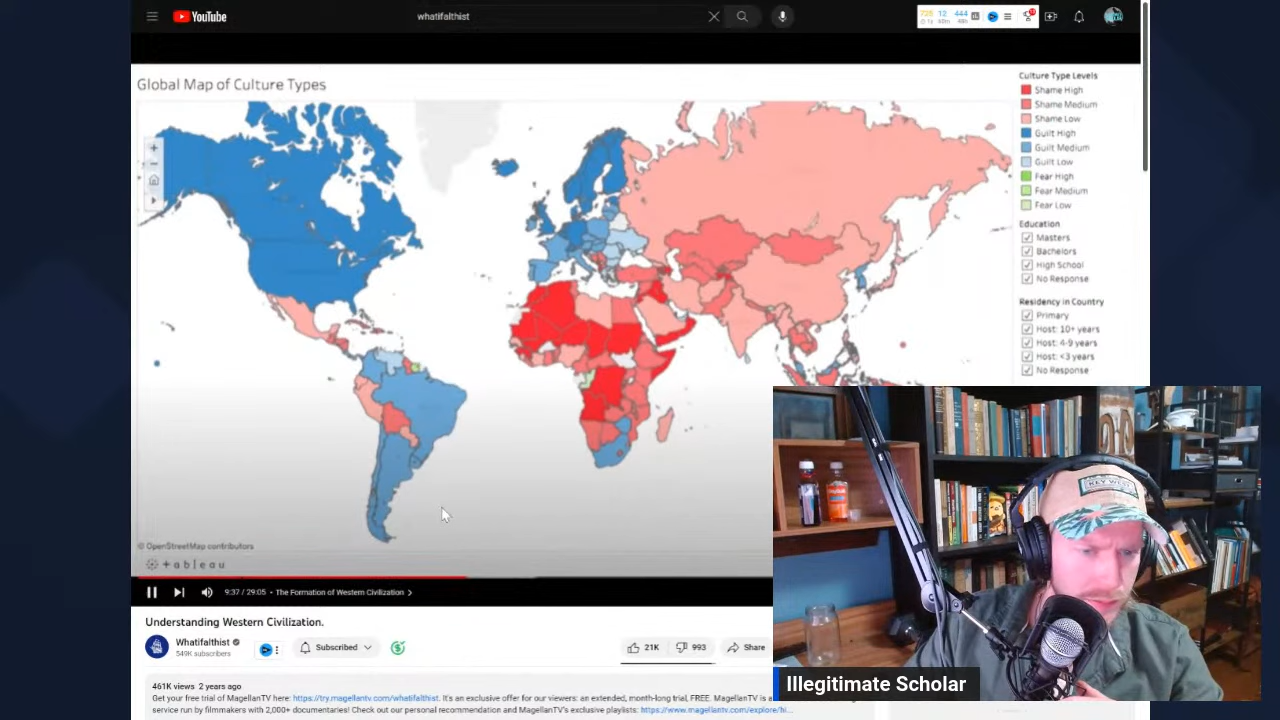 YouTube
whatifalthist
726 12 444
Global Map of Culture Types
Culture Type Levels
Shame High
Shame Medium
Shame Low
Guilt High
Guilt Medium
Guilt Low
Fear High
Fear Medium
Fear Low
Education
Masters
Bachelors
High School
No Response
Residency in Country
Primary
Host: 10+ years
Host: 4-9 years
Host: <3 years
No Response
KEY WEST
© OpenStreetMap contributors
+ a b l e a u
9:37 / 29:05 • The Formation of Western Civilization
Understanding Western Civilization.
Whatifalthist
549K subscribers
Subscribed
21K
993
Share
Illegitimate Scholar
461K views 2 years ago
Get your free trial of MagellanTV here: https://try.magellantv.com/whatifalthist. It's an exclusive offer for our viewers: an extended, month-long trial, FREE. MagellanTV is a
service run by filmmakers with 2,000+ documentaries! Check out our personal recommendation and MagellanTV's exclusive playlists: https://www.magellantv.com/explore/hi...